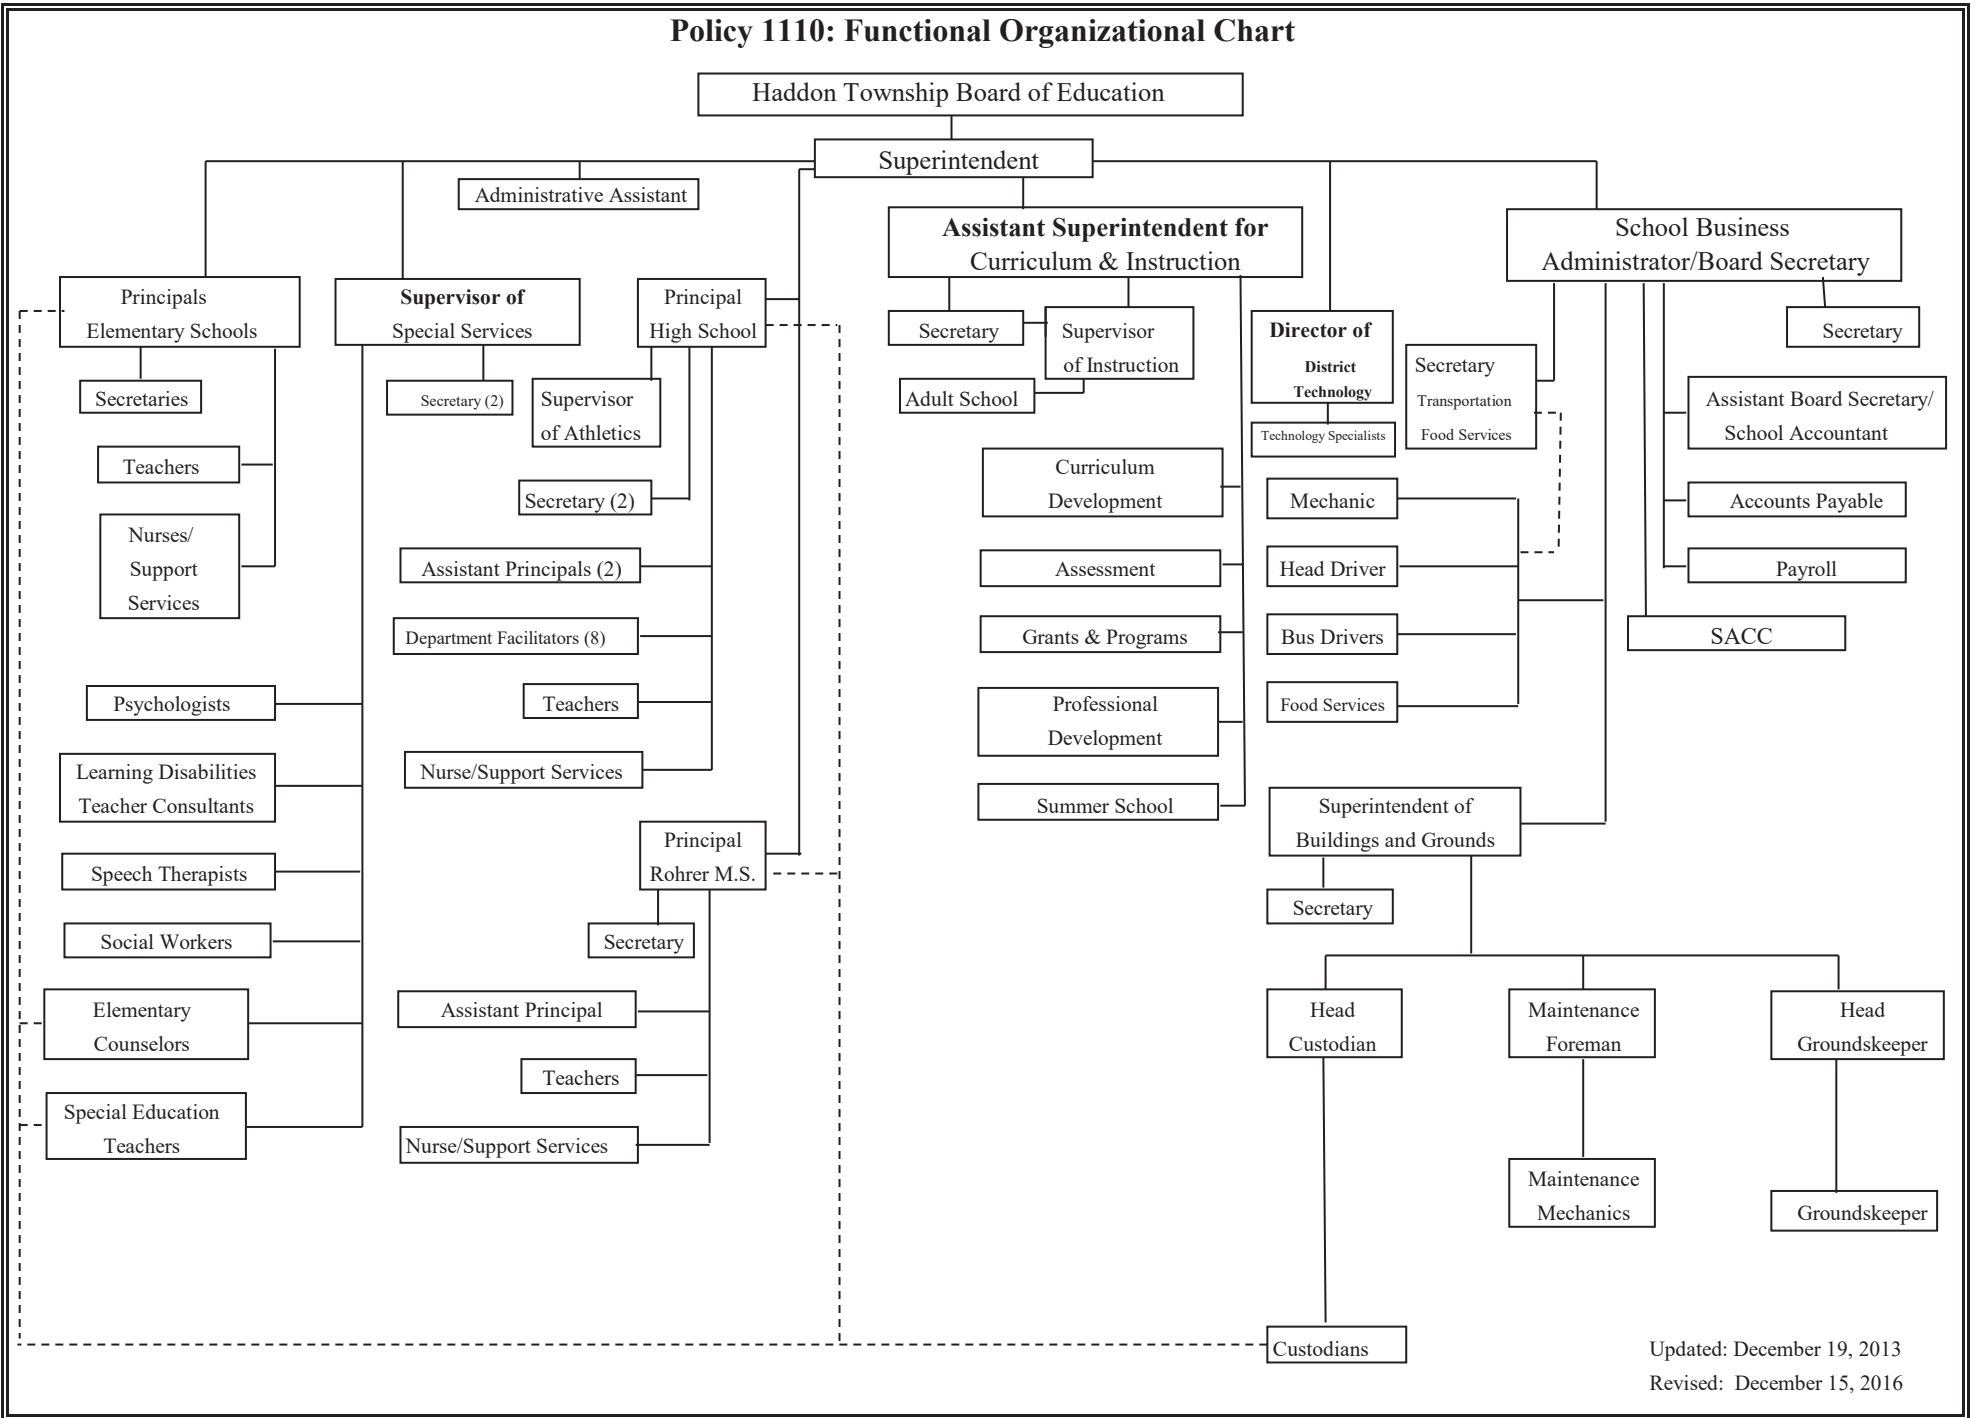 Policy 1110: Functional Organizational Chart
Haddon Township Board of Education
Superintendent
Administrative Assistant
Assistant Superintendent for
Curriculum & Instruction
School Business
Administrator/Board Secretary
Principals
Elementary Schools
Supervisor of
Special Services
Principal
High School
Secretary
Supervisor
of Instruction
Adult School
Director of
District
Technology
Technology Specialists
Secretary
Transportation
Food Services
Secretary
Assistant Board Secretary/
School Accountant
Accounts Payable
Payroll
SACC
Secretaries
Teachers
Nurses/
Support
Services
Secretary (2)
Supervisor
of Athletics
Secretary (2)
Assistant Principals (2)
Department Facilitators (8)
Teachers
Nurse/Support Services
Curriculum
Development
Assessment
Grants & Programs
Professional
Development
Summer School
Mechanic
Head Driver
Bus Drivers
Food Services
Psychologists
Learning Disabilities
Teacher Consultants
Speech Therapists
Social Workers
Elementary
Counselors
Special Education
Teachers
Principal
Rohrer M.S.
Secretary
Assistant Principal
Teachers
Nurse/Support Services
Superintendent of
Buildings and Grounds
Secretary
Head
Custodian
Maintenance
Foreman
Head
Groundskeeper
Maintenance
Mechanics
Groundskeeper
Custodians
Updated: December 19, 2013
Revised:  December 15, 2016